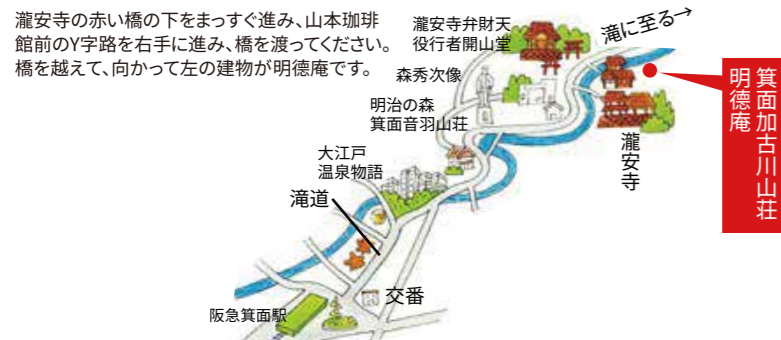 瀧安寺の赤い橋の下をまっすぐ進み、山本珈琲
館前のY字路を右手に進み、橋を渡ってください。
橋を越えて、向かって左の建物が明徳庵です。
瀧安寺弁財天
役行者開山堂
滝に至る→
森秀次像
明治の森
箕面音羽山荘
大江戸
温泉物語
滝道
瀧安寺
箕面加古川山荘
明徳庵
交番
阪急箕面駅